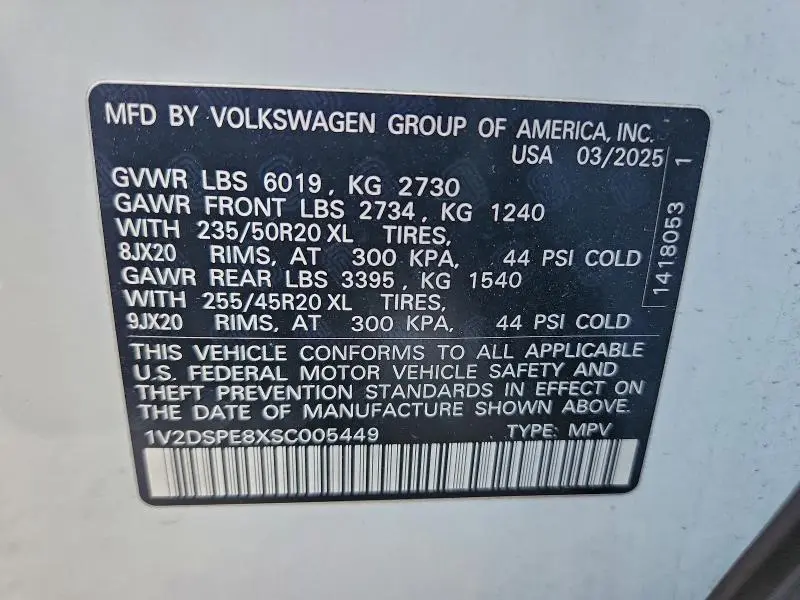 MFD BY VOLKSWAGEN GROUP OF AMERICA, INC.
USA 03/2025
GVWR LBS 6019, KG 2730
GAWR FRONT LBS 2734, KG 1240
WITH 235/50R20 XL TIRES,
8JX20 RIMS, AT 300 KPA, 44 PSI COLD
GAWR REAR LBS 3395, KG 1540
WITH 255/45R20 XL TIRES,
9JX20 RIMS, AT 300 KPA, 44 PSI COLD
1418053 1
THIS VEHICLE CONFORMS TO ALL APPLICABLE
U.S. FEDERAL MOTOR VEHICLE SAFETY AND
THEFT PREVENTION STANDARDS IN EFFECT ON
THE DATE OF MANUFACTURE SHOWN ABOVE.
1V2DSPE8XSC005449 TYPE: MPV